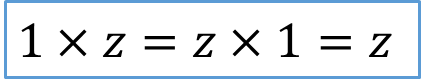 1 × z = z × 1 = z